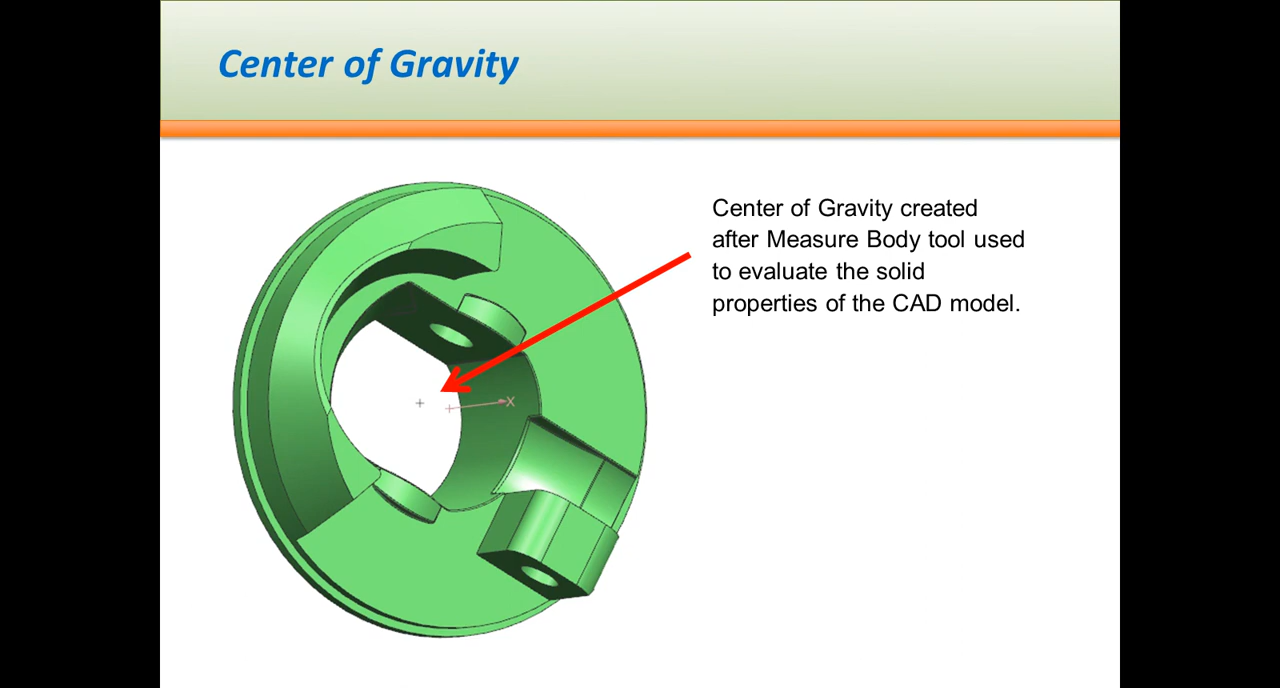 Center of Gravity
Center of Gravity created
after Measure Body tool used
to evaluate the solid
properties of the CAD model.
X